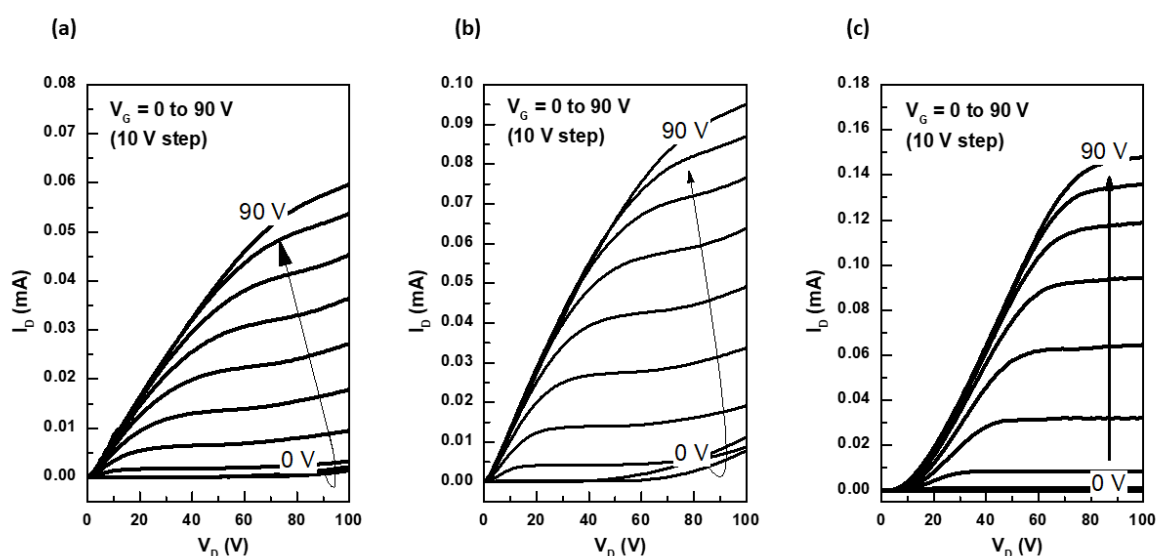 (a)
(b)
(c)
0.08
0.07
0.06
0.05
0.04
0.03
0.02
0.01
0.00
I_D (mA)
V_G = 0 to 90 V
(10 V step)
90 V
0 V
0 20 40 60 80 100
V_D (V)
0.10
0.09
0.08
0.07
0.06
0.05
0.04
0.03
0.02
0.01
0.00
I_D (mA)
V_G = 0 to 90 V
(10 V step)
90 V
0 V
0 20 40 60 80 100
V_D (V)
0.18
0.16
0.14
0.12
0.10
0.08
0.06
0.04
0.02
0.00
I_D (mA)
V_G = 0 to 90 V
(10 V step)
90 V
0 V
0 20 40 60 80 100
V_D (V)